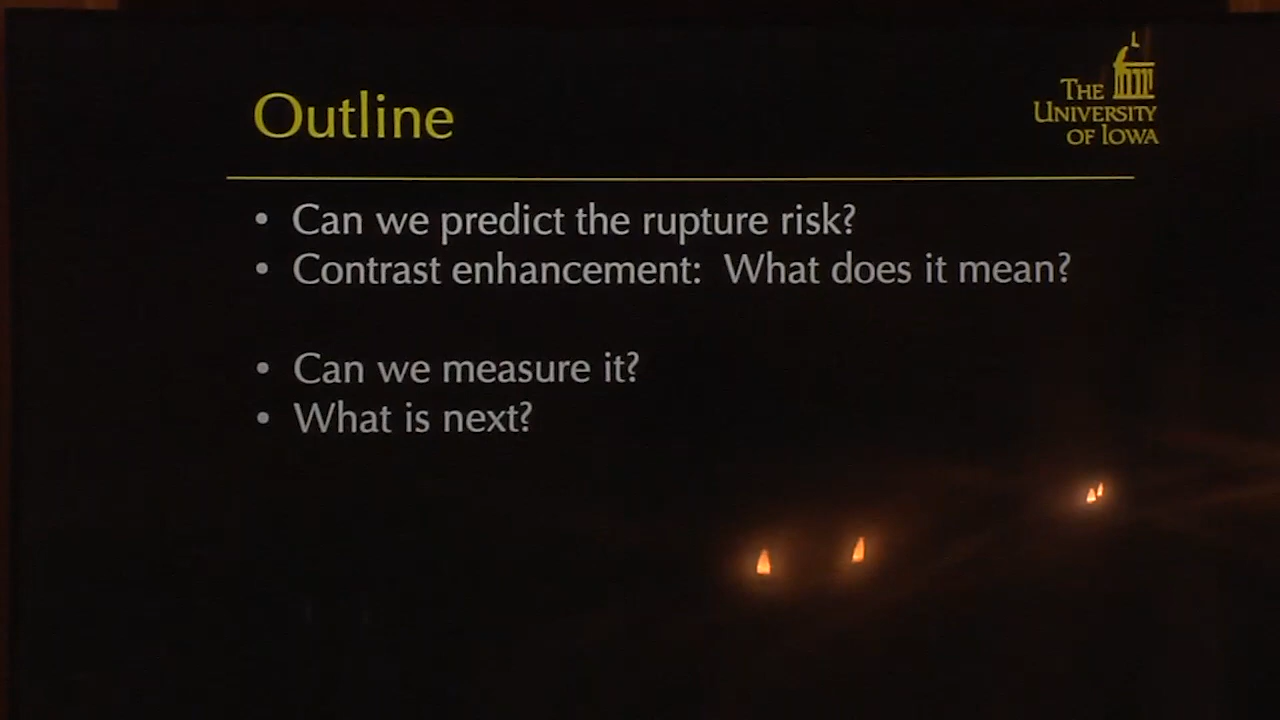 Outline
THE
UNIVERSITY
OF IOWA
• Can we predict the rupture risk?
• Contrast enhancement:  What does it mean?
• Can we measure it?
• What is next?